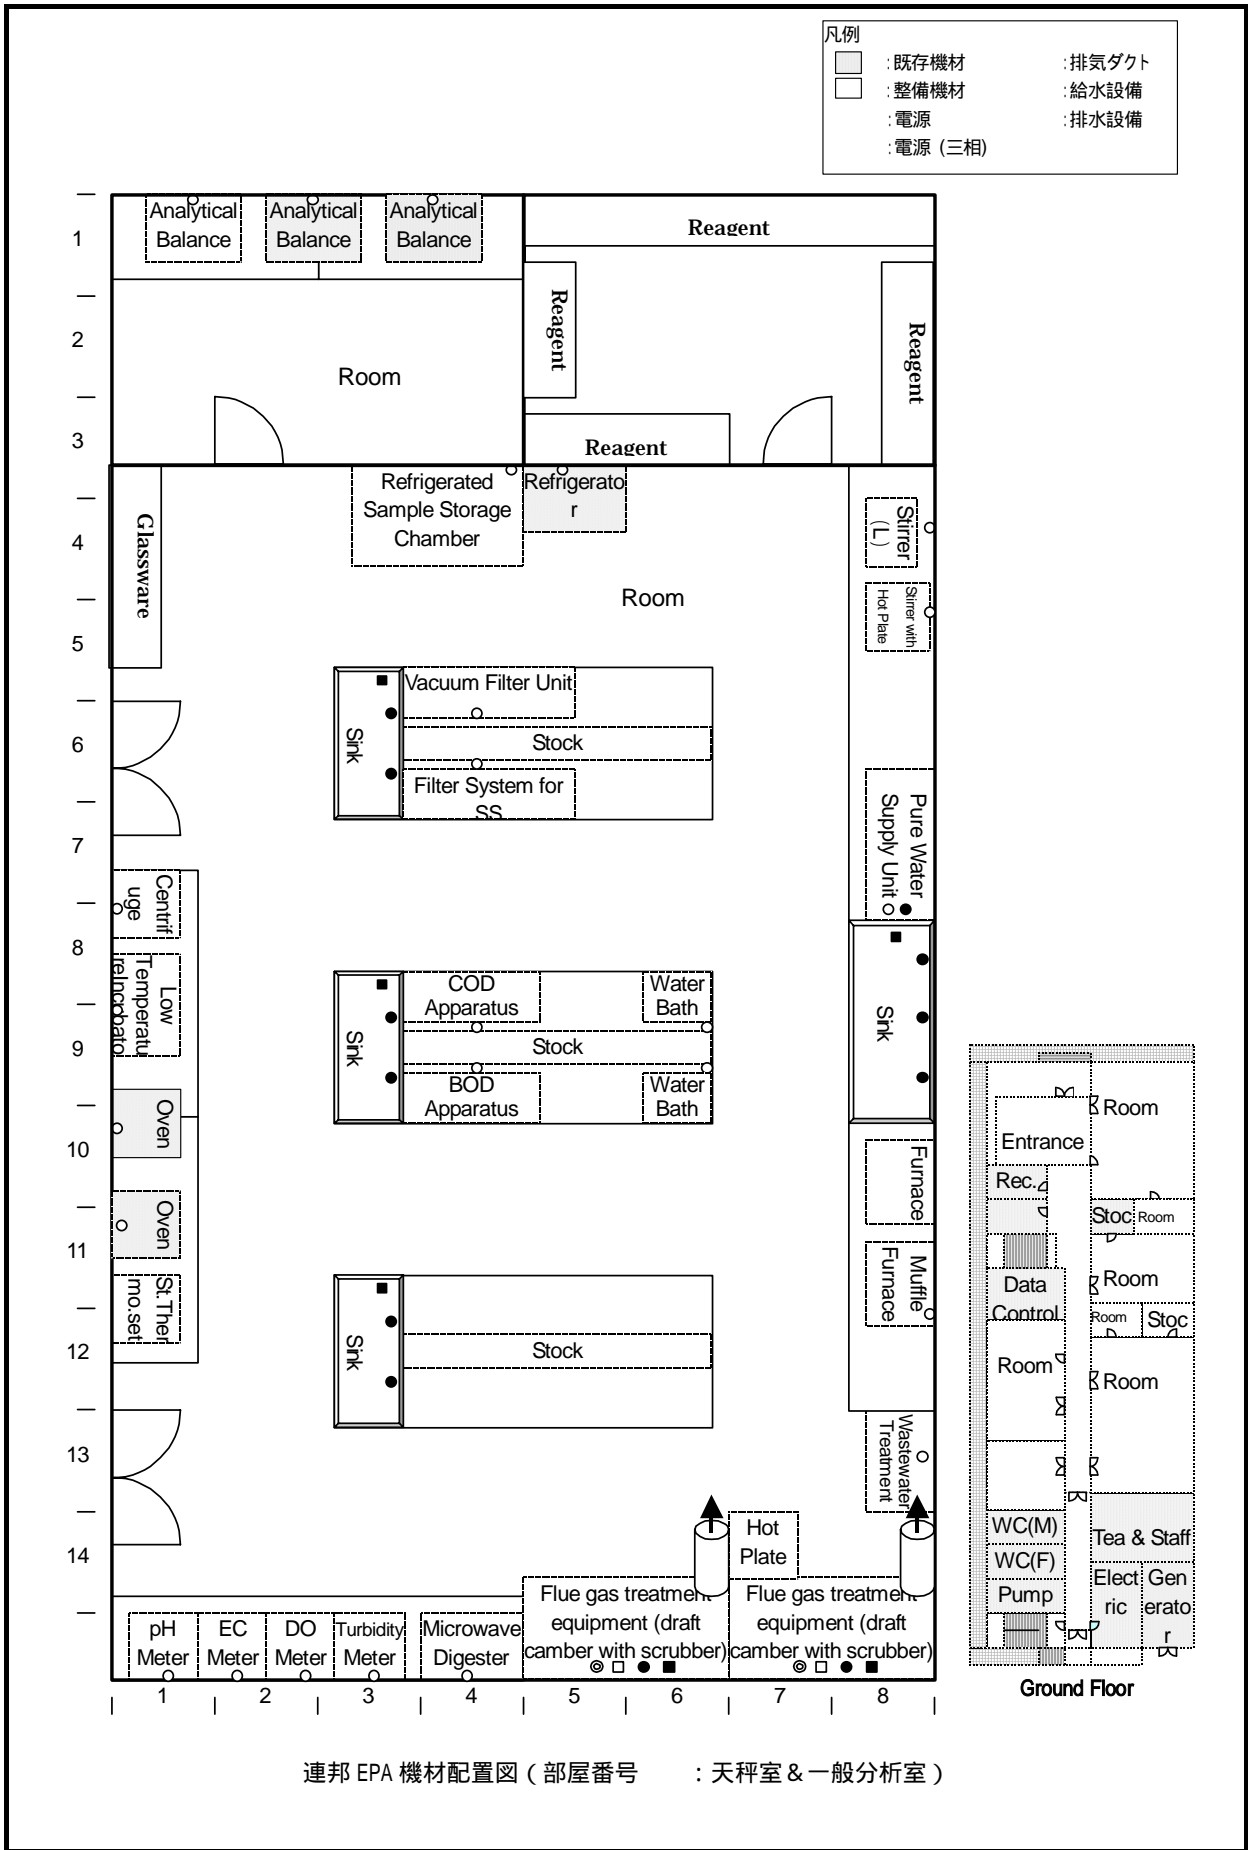 凡例
:既存機材
:排気ダクト
:整備機材
:給水設備
:電源
:排水設備
:電源 (三相)
1
2
3
4
5
6
7
8
9
10
11
12
13
14
Analytical
Balance
Analytical
Balance
Analytical
Balance
Reagent
Reagent
Reagent
Reagent
Room
Glassware
Refrigerated
Sample Storage
Chamber
Refrigerato
r
Room
Stirrer
(L)
Stirrer with
Hot Plate
Sink
Vacuum Filter Unit
Stock
Filter System for
SS
Pure Water
Supply Unit
Centrif
uge
Low
Temperatu
reIncubato
Sink
COD
Apparatus
Water
Bath
Stock
BOD
Apparatus
Water
Bath
Sink
Oven
Oven
St.Ther
mo.set
Furnace
Muffle
Furnace
Sink
Stock
Wastewater
Treatment
Hot
Plate
Flue gas treatment
equipment (draft
camber with scrubber)
Flue gas treatment
equipment (draft
camber with scrubber)
pH
Meter
EC
Meter
DO
Meter
Turbidity
Meter
Microwave
Digester
1
2
3
4
5
6
7
8
Room
Entrance
Rec.
Stoc
Room
Data
Control
Room
Room
Stoc
Room
Room
WC(M)
WC(F)
Pump
Tea & Staff
Elect
ric
Gen
erato
r
Ground Floor
連邦 EPA 機材配置図（部屋番号　　：天秤室＆一般分析室）